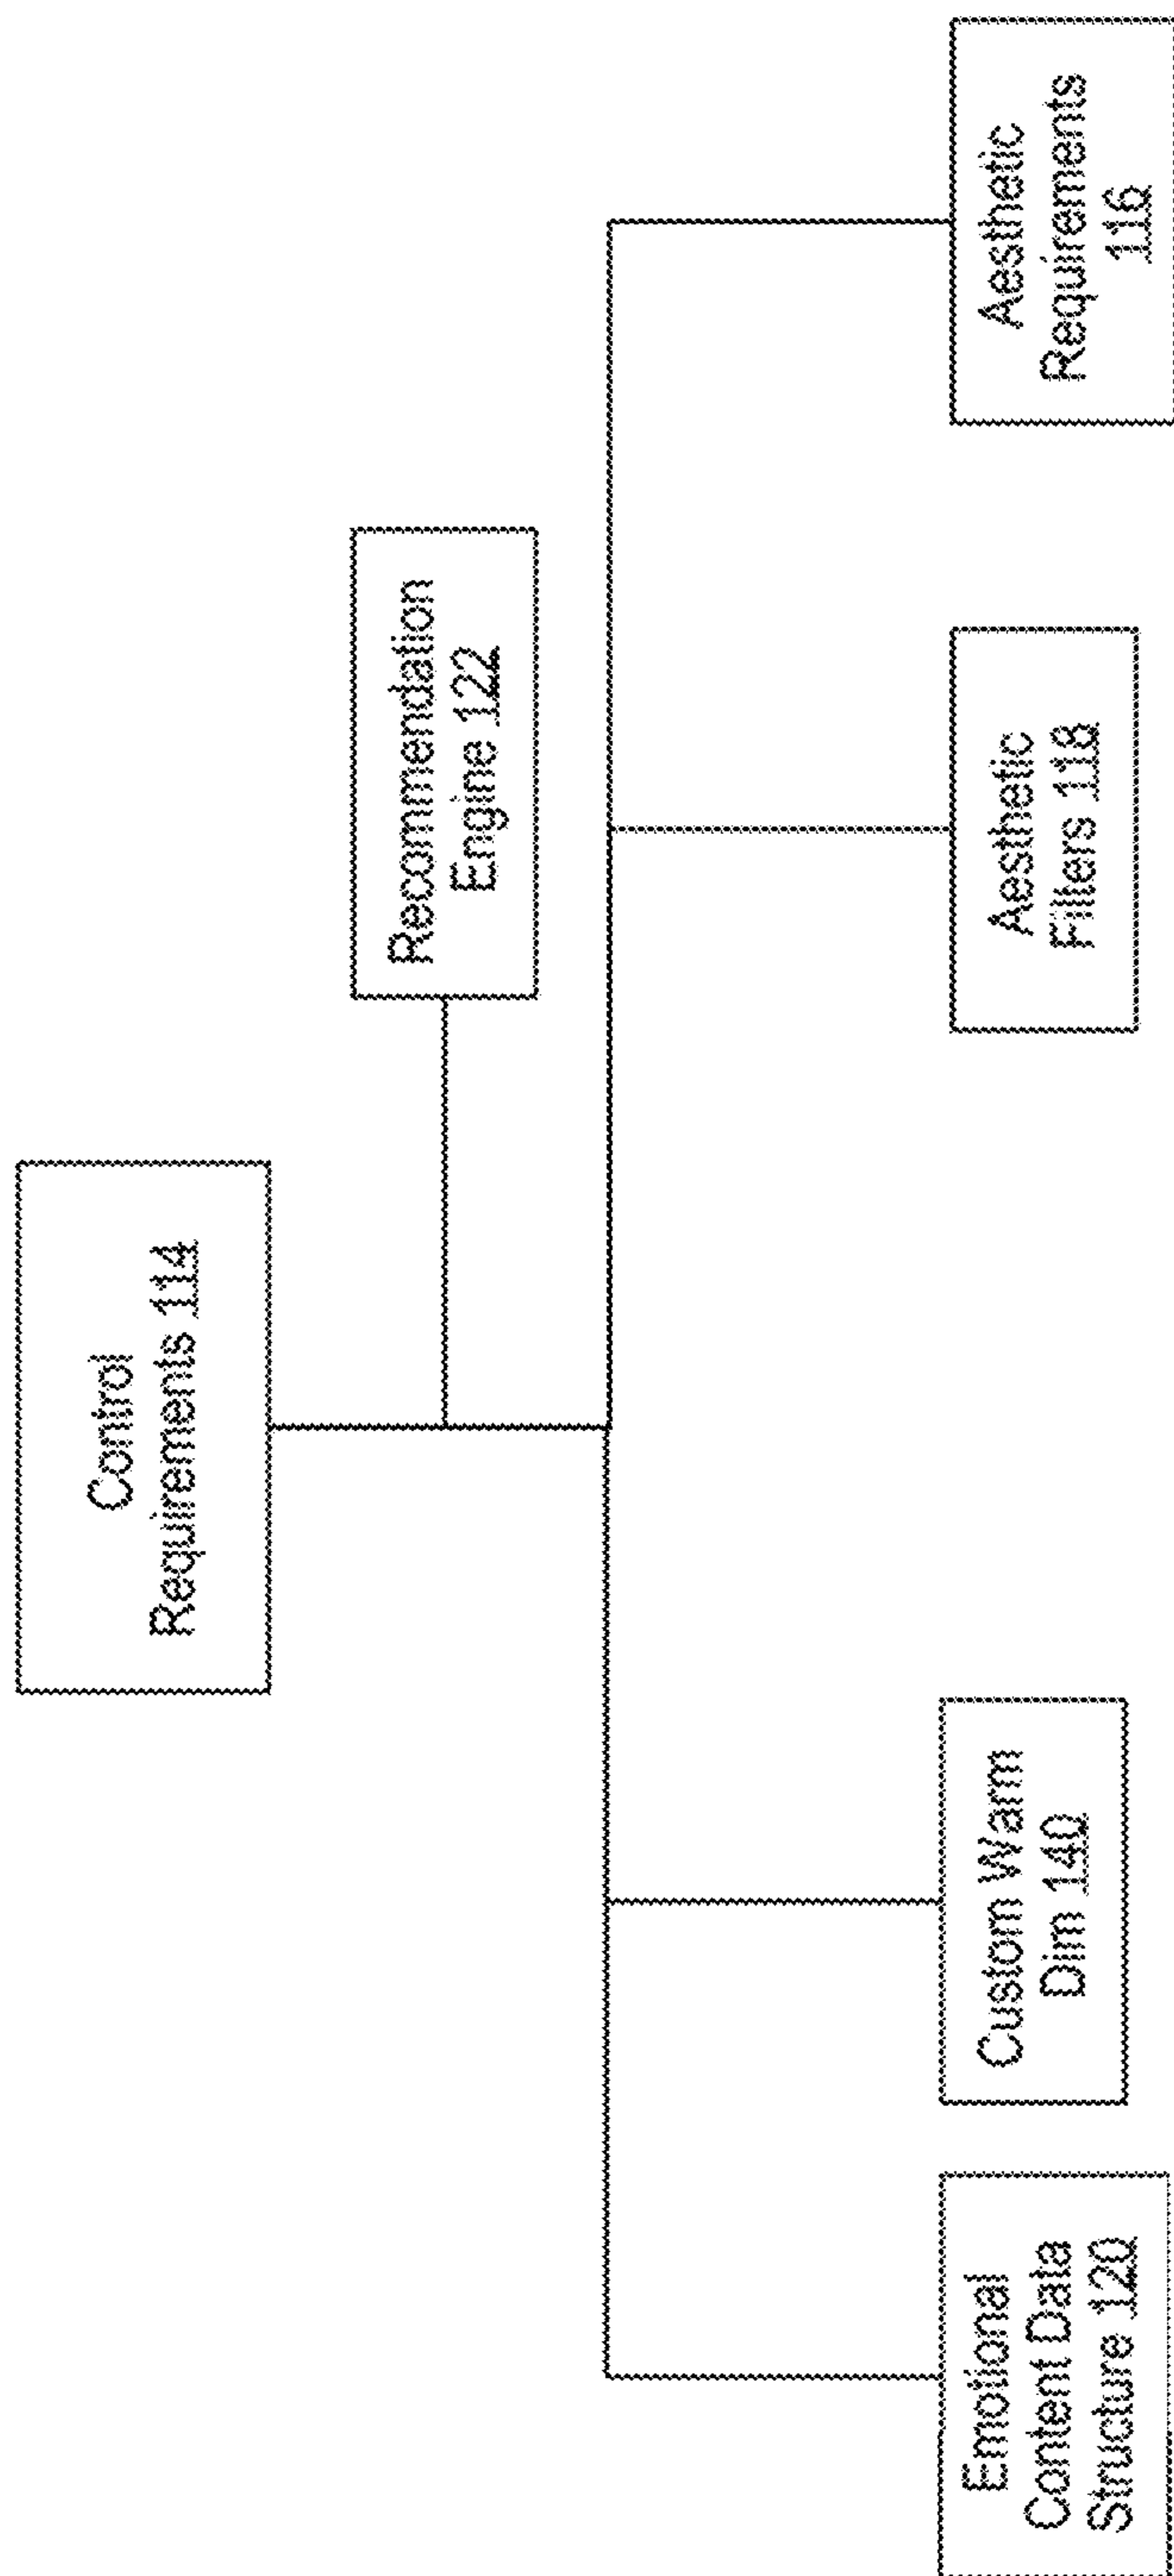 Control
Requirements 114
Recommendation
Engine 122
Emotional
Content Data
Structure 120
Custom Warm
Dim 140
Aesthetic
Filters 118
Aesthetic
Requirements
116